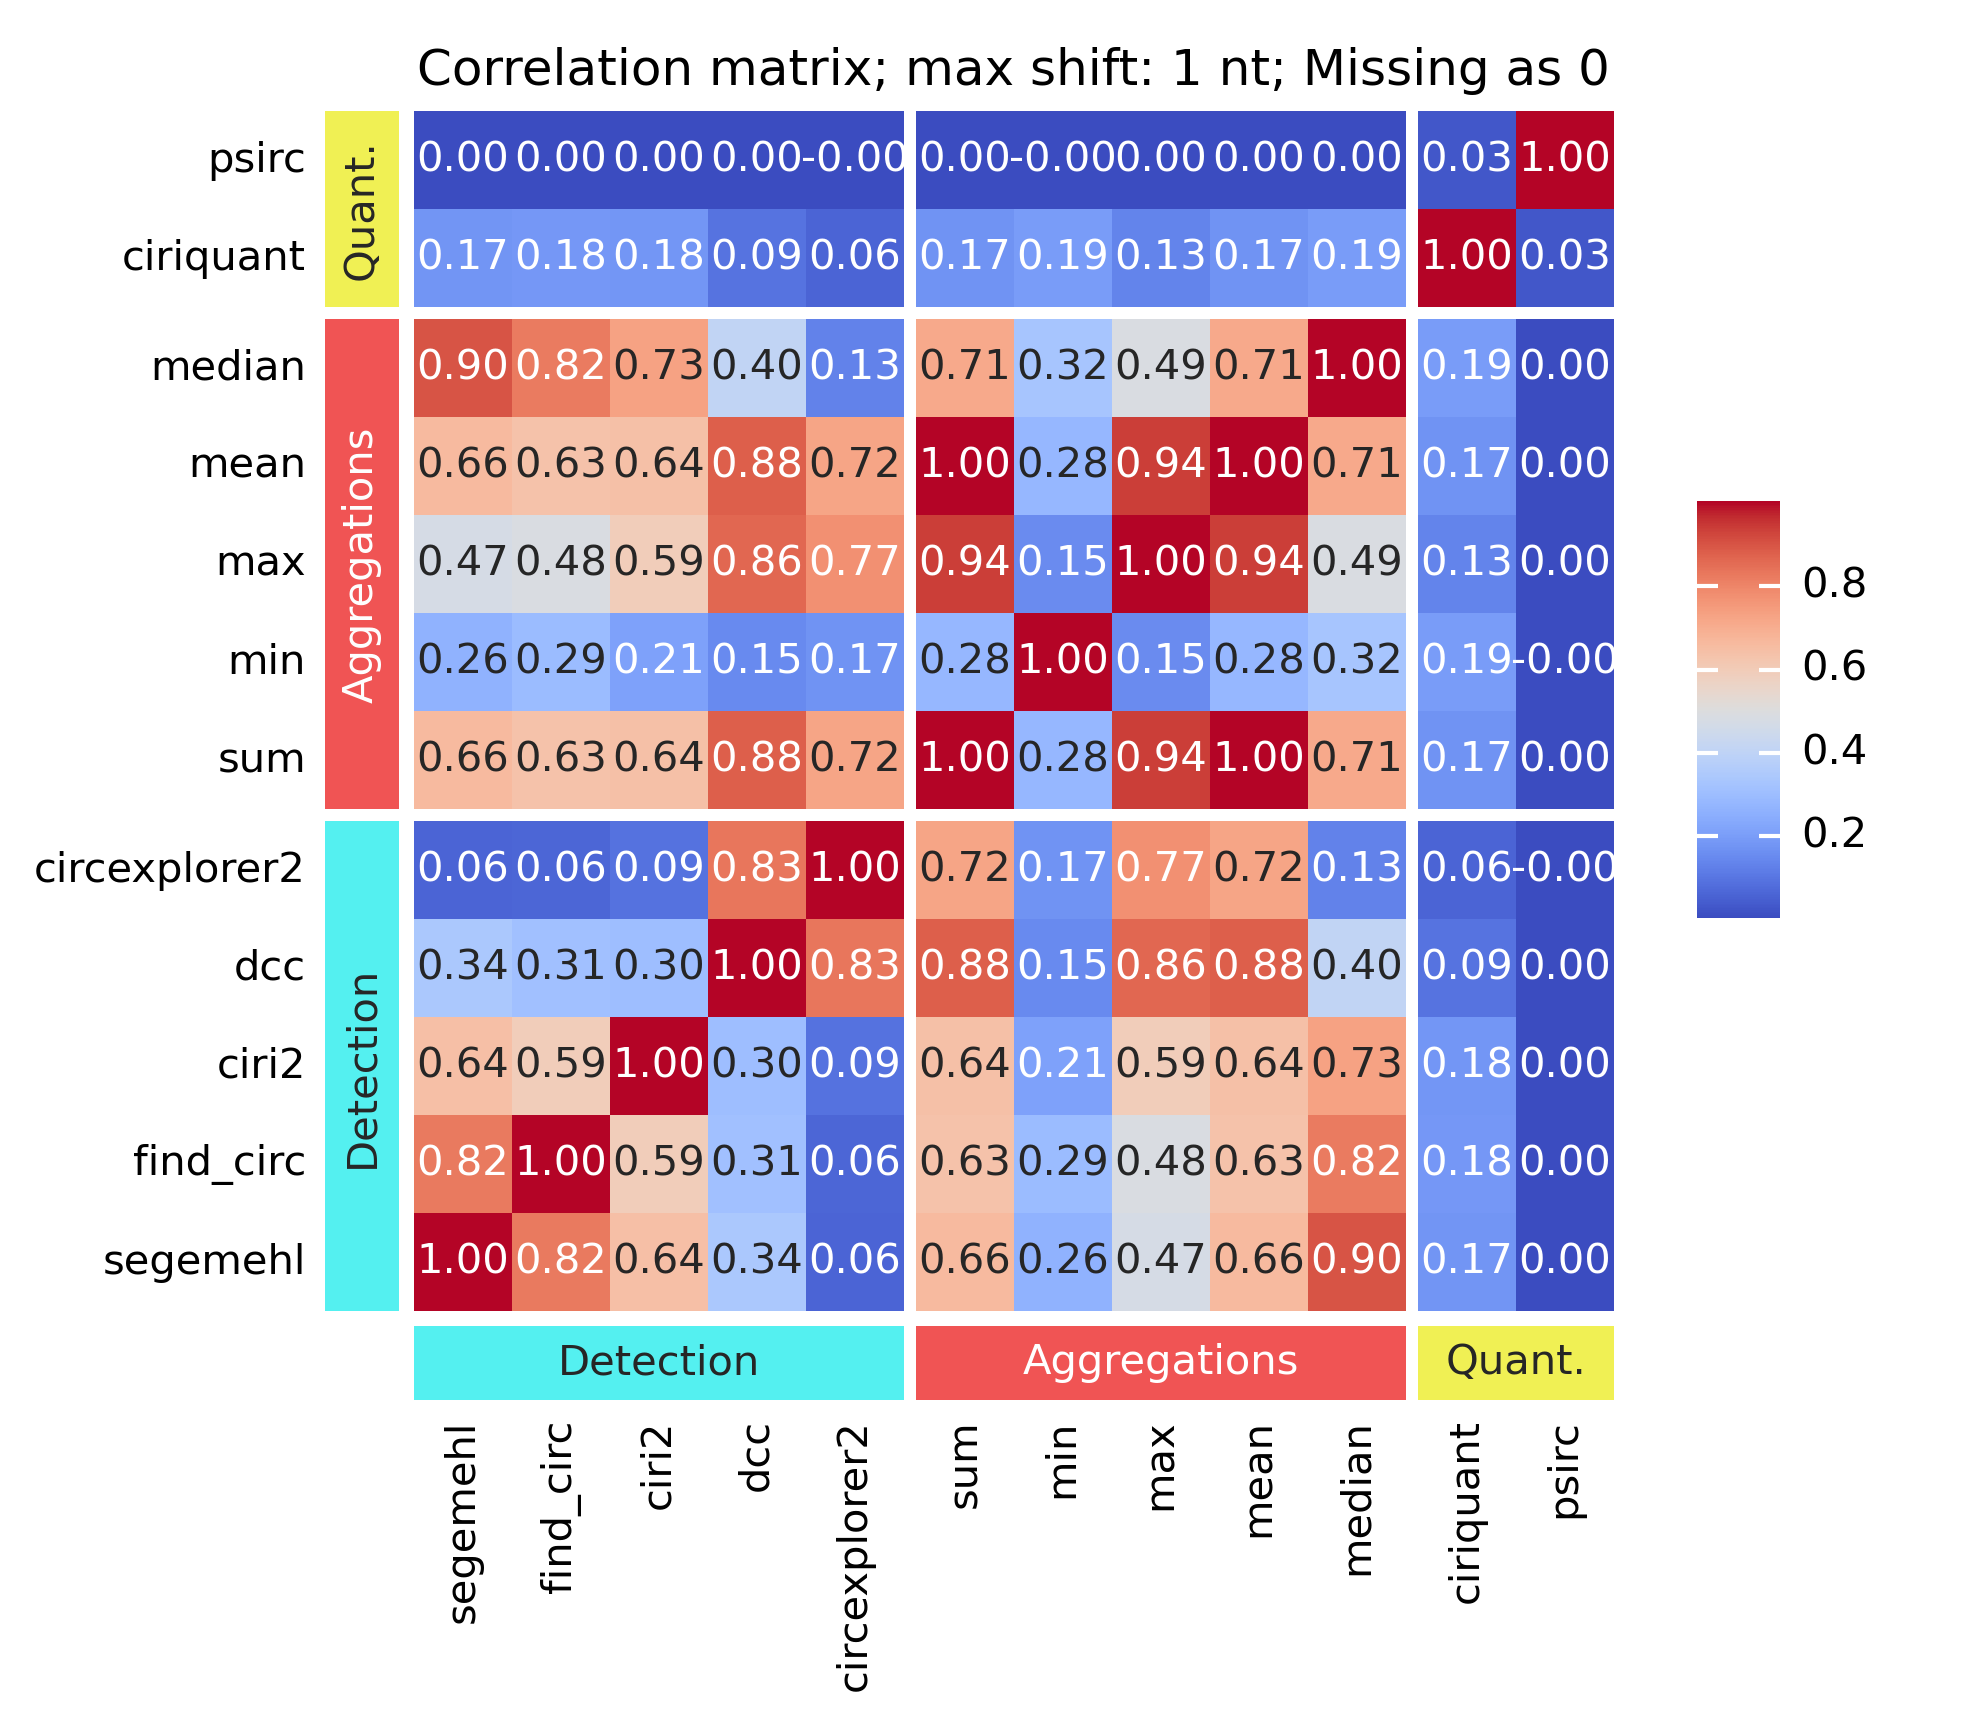 Correlation matrix; max shift: 1 nt; Missing as 0
Quant.
psirc 0.00 0.00 0.00 0.00 -0.00 0.00 -0.00 0.00 0.00 0.00 0.03 1.00
ciriquant 0.17 0.18 0.18 0.09 0.06 0.17 0.19 0.13 0.17 0.19 1.00 0.03
Aggregations
median 0.90 0.82 0.73 0.40 0.13 0.71 0.32 0.49 0.71 1.00 0.19 0.00
mean 0.66 0.63 0.64 0.88 0.72 1.00 0.28 0.94 1.00 0.71 0.17 0.00
max 0.47 0.48 0.59 0.86 0.77 0.94 0.15 1.00 0.94 0.49 0.13 0.00
min 0.26 0.29 0.21 0.15 0.17 0.28 1.00 0.15 0.28 0.32 0.19 -0.00
sum 0.66 0.63 0.64 0.88 0.72 1.00 0.28 0.94 1.00 0.71 0.17 0.00
Detection
circexplorer2 0.06 0.06 0.09 0.83 1.00 0.72 0.17 0.77 0.72 0.13 0.06 -0.00
dcc 0.34 0.31 0.30 1.00 0.83 0.88 0.15 0.86 0.88 0.40 0.09 0.00
ciri2 0.64 0.59 1.00 0.30 0.09 0.64 0.21 0.59 0.64 0.73 0.18 0.00
find_circ 0.82 1.00 0.59 0.31 0.06 0.63 0.29 0.48 0.63 0.82 0.18 0.00
segemehl 1.00 0.82 0.64 0.34 0.06 0.66 0.26 0.47 0.66 0.90 0.17 0.00
Detection Aggregations Quant.
segemehl
find_circ
ciri2
dcc
circexplorer2
sum
min
max
mean
median
ciriquant
psirc
0.8
0.6
0.4
0.2